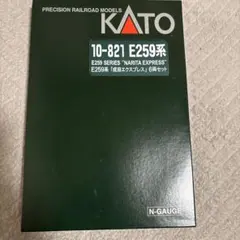 PRECISION RAILROAD MODELS
KATO
10-821 E259系
E259 SERIES "NARITA EXPRESS"
E259系「成田エクスプレス」6両セット
N-GAUGE